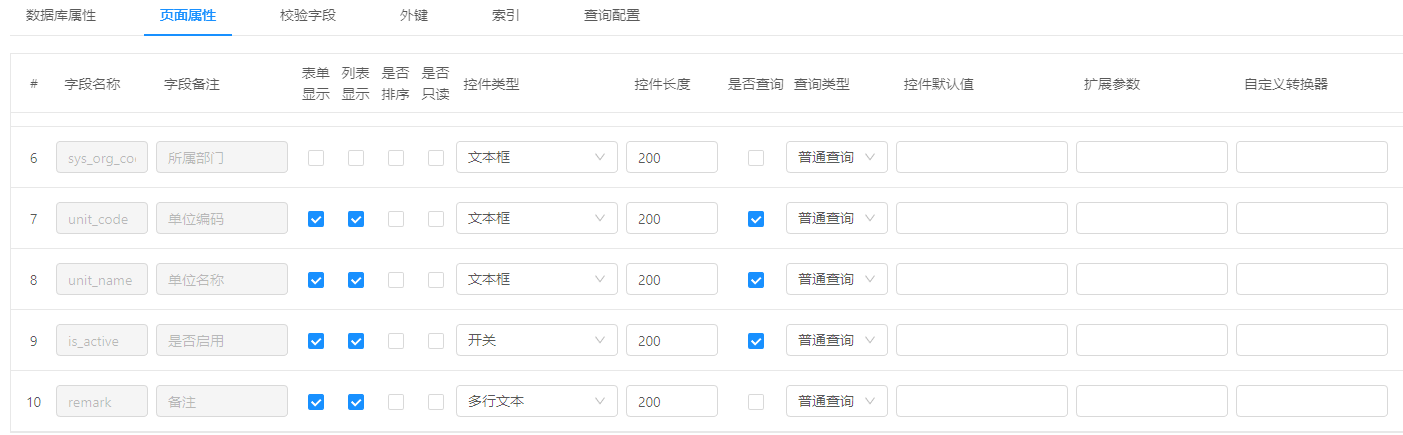 数据库属性 页面属性 校验字段 外键 索引 查询配置
# 字段名称 字段备注 表单显示 列表显示 是否排序 是否只读 控件类型 控件长度 是否查询 查询类型 控件默认值 扩展参数 自定义转换器
6 sys_org_co 所属部门 文本框 200 普通查询
7 unit_code 单位编码 文本框 200 普通查询
8 unit_name 单位名称 文本框 200 普通查询
9 is_active 是否启用 开关 200 普通查询
10 remark 备注 多行文本 200 普通查询